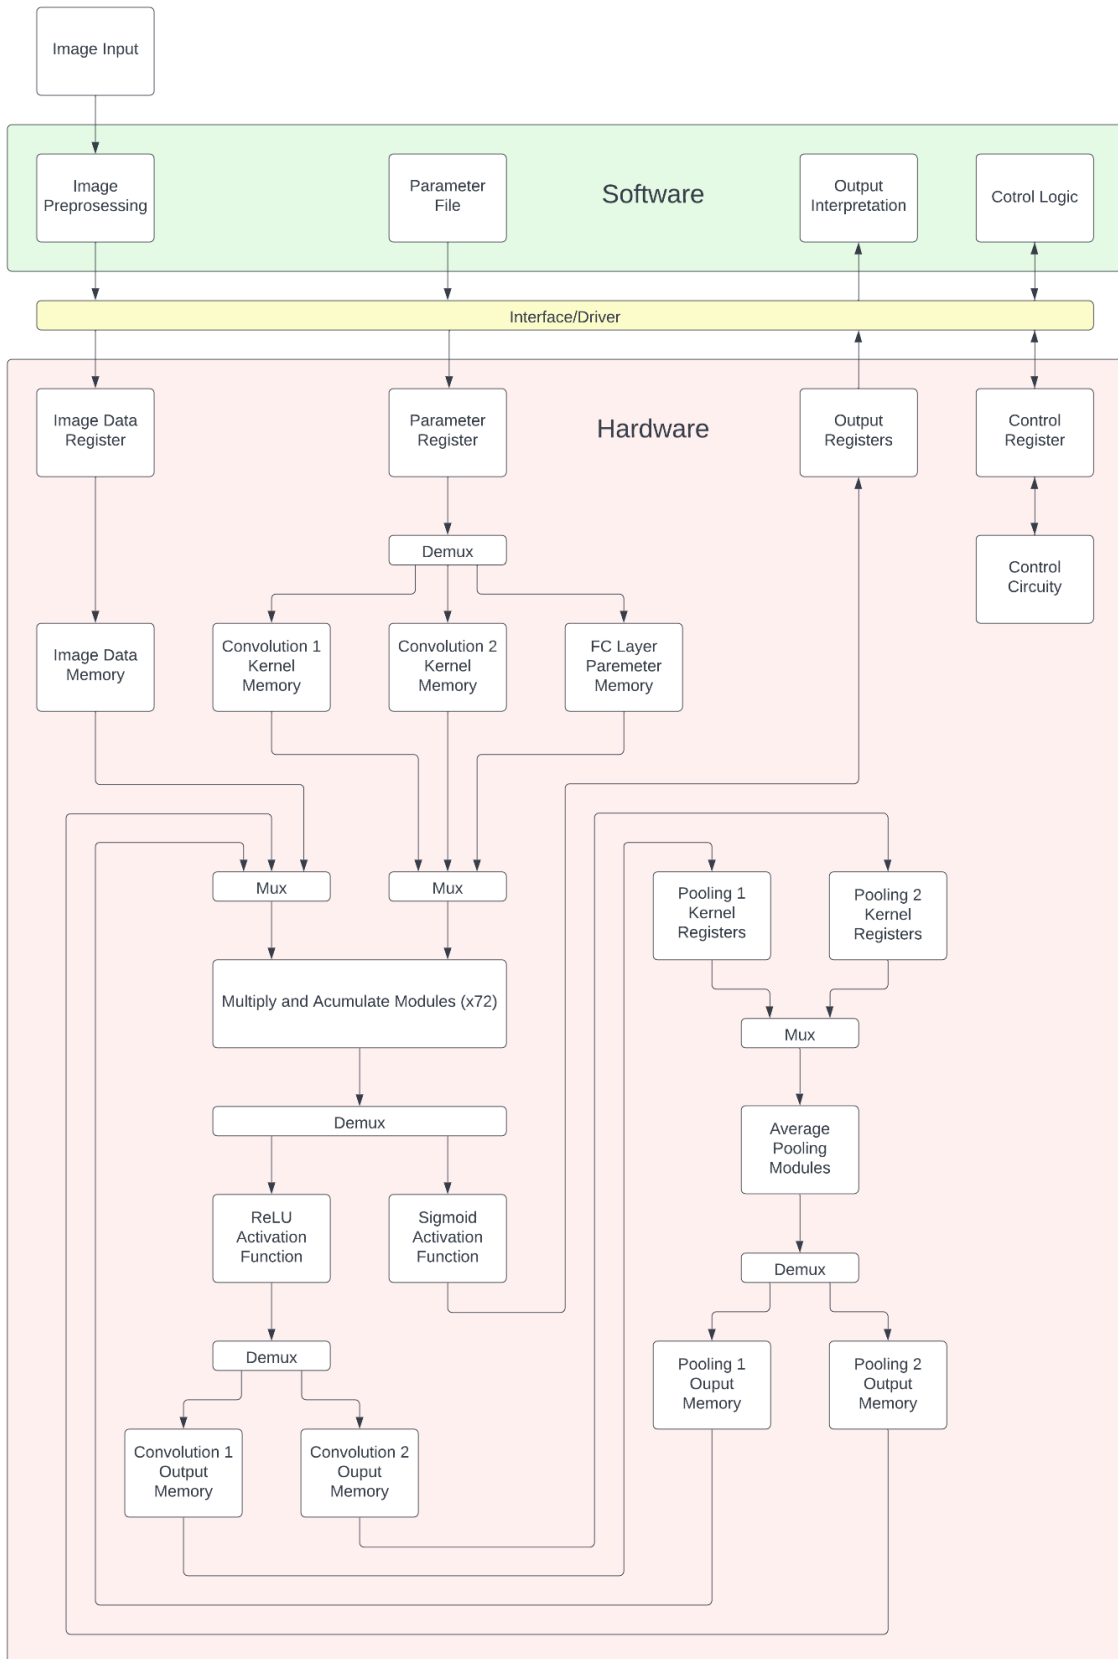 Image Input
Image
Preprosessing
Parameter
File
Software
Output
Interpretation
Cotrol Logic
Interface/Driver
Image Data
Register
Parameter
Register
Hardware
Output
Registers
Control
Register
Demux
Control
Circuity
Image Data
Memory
Convolution 1
Kernel
Memory
Convolution 2
Kernel
Memory
FC Layer
Paremeter
Memory
Mux
Mux
Pooling 1
Kernel
Registers
Pooling 2
Kernel
Registers
Multiply and Acumulate Modules (x72)
Mux
Demux
Average
Pooling
Modules
ReLU
Activation
Function
Sigmoid
Activation
Function
Demux
Demux
Pooling 1
Ouput
Memory
Pooling 2
Output
Memory
Convolution 1
Output
Memory
Convolution 2
Ouput
Memory